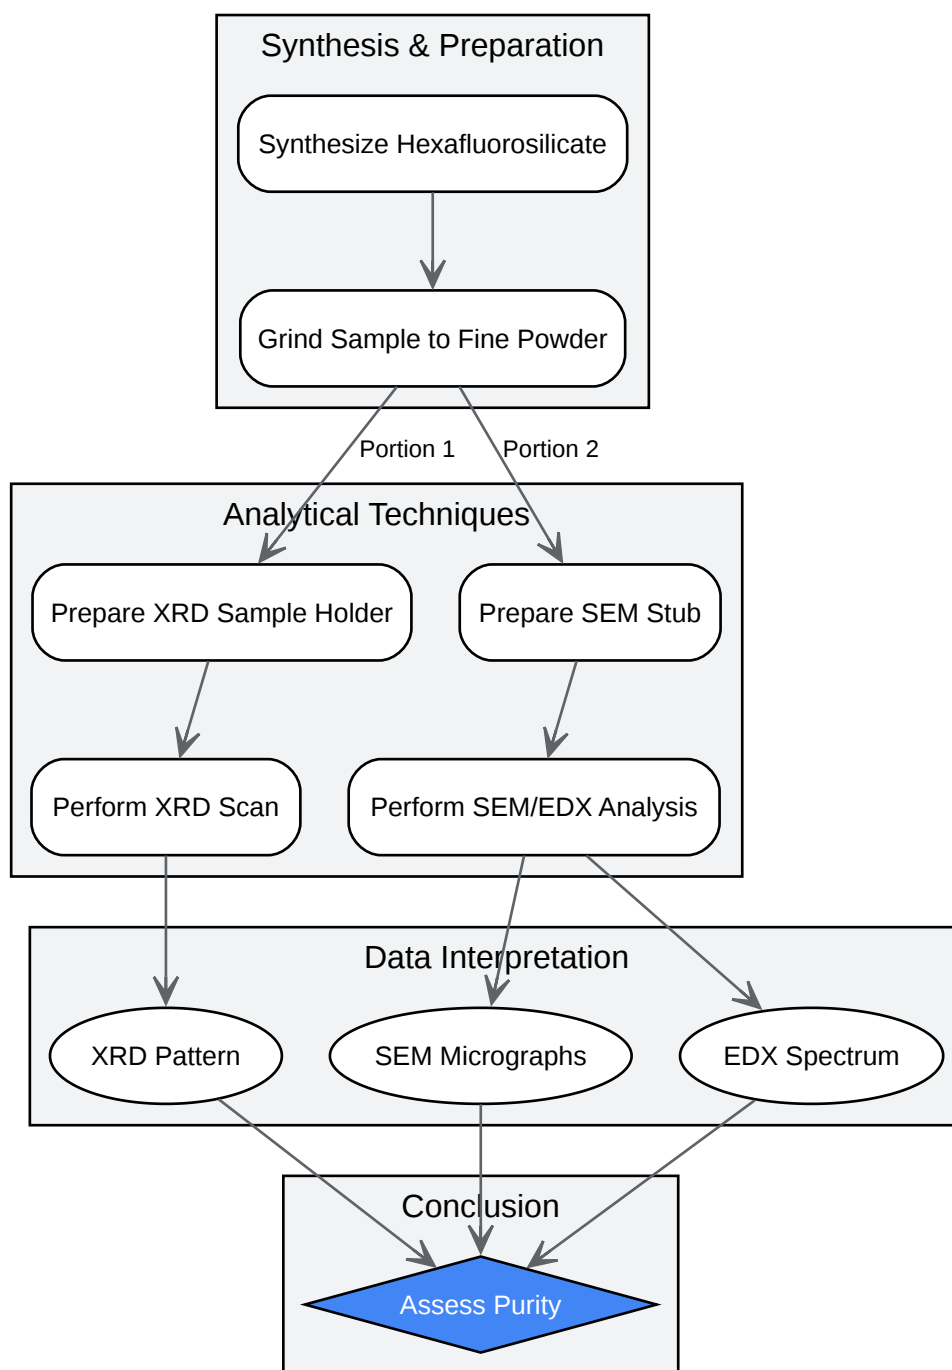 Synthesis & Preparation
Synthesize Hexafluorosilicate
Grind Sample to Fine Powder
Portion 1
Portion 2
Analytical Techniques
Prepare XRD Sample Holder
Prepare SEM Stub
Perform XRD Scan
Perform SEM/EDX Analysis
Data Interpretation
XRD Pattern
SEM Micrographs
EDX Spectrum
Conclusion
Assess Purity